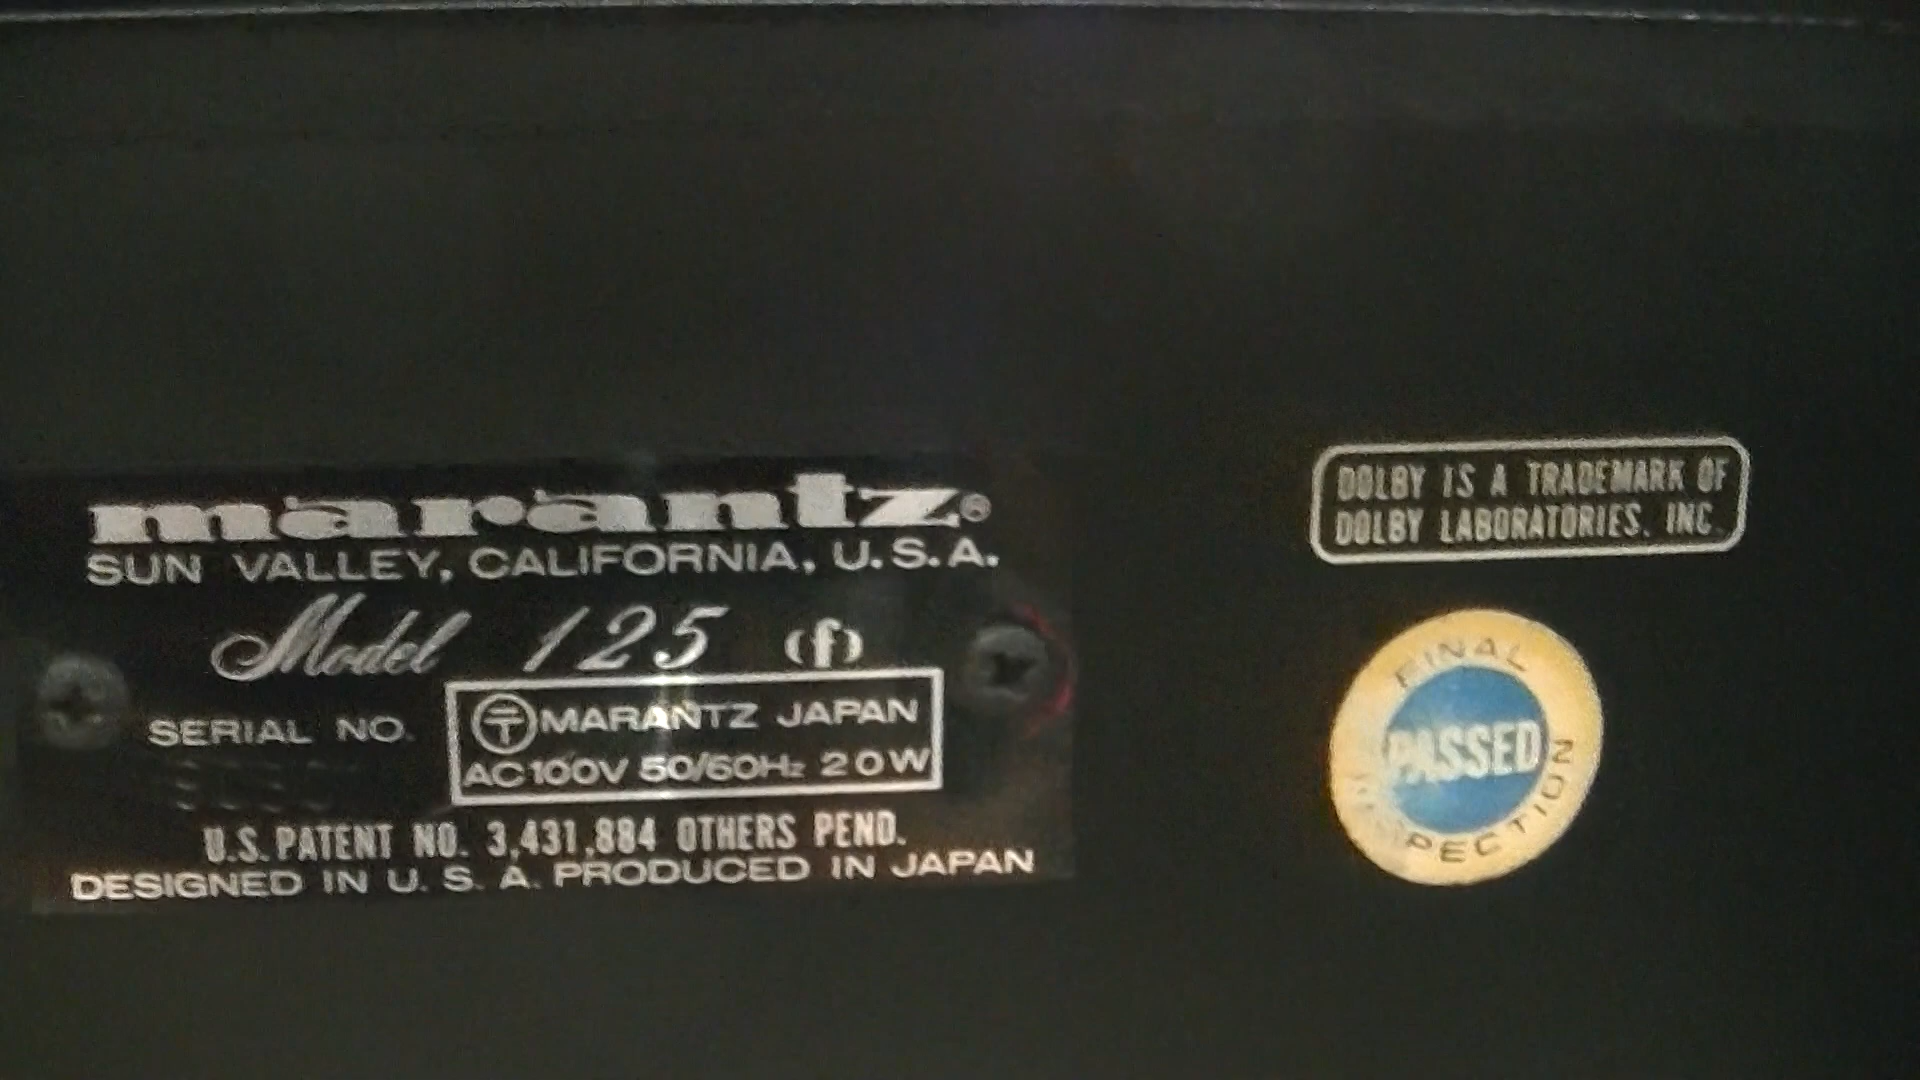 marantz®
SUN VALLEY, CALIFORNIA, U.S.A.
Model 125 (f)
SERIAL NO.
〒MARANTZ JAPAN
AC100V 50/60Hz 20W
U.S. PATENT NO. 3,431,884 OTHERS PEND.
DESIGNED IN U.S.A. PRODUCED IN JAPAN
DOLBY IS A TRADEMARK OF
DOLBY LABORATORIES, INC.
FINAL
PASSED
INSPECTION